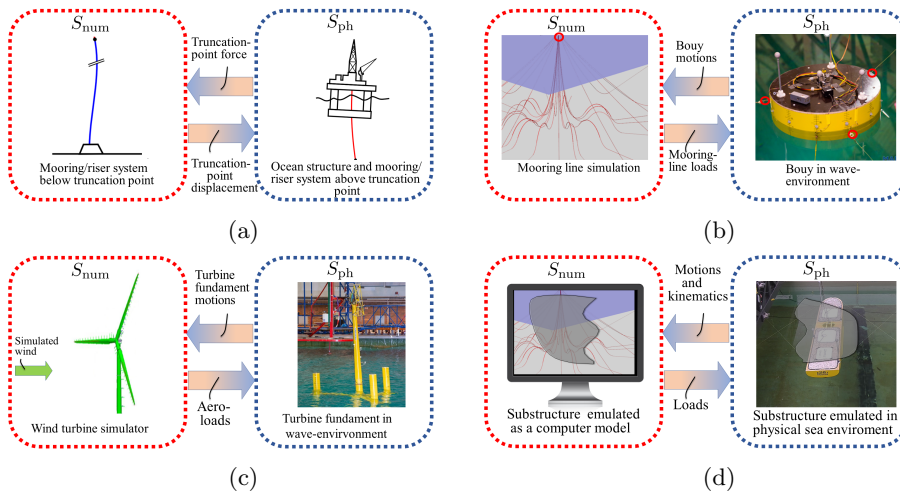 S_num
S_ph
Truncation-
point force
Truncation-
point
displacement
Mooring/riser system
below truncation point
Ocean structure and mooring/
riser system above truncation
point
(a)
S_num
S_ph
Bouy
motions
Mooring-
line loads
Mooring line simulation
Bouy in wave-
environment
(b)
S_num
S_ph
Simulated
wind
Turbine
fundament
motions
Aero-
loads
Wind turbine simulator
Turbine fundament in
wave-envirvonment
(c)
S_num
S_ph
Motions
and
kinematics
Loads
Substructure emulated
as a computer model
Substructure emulated in
physical sea enviroment
(d)